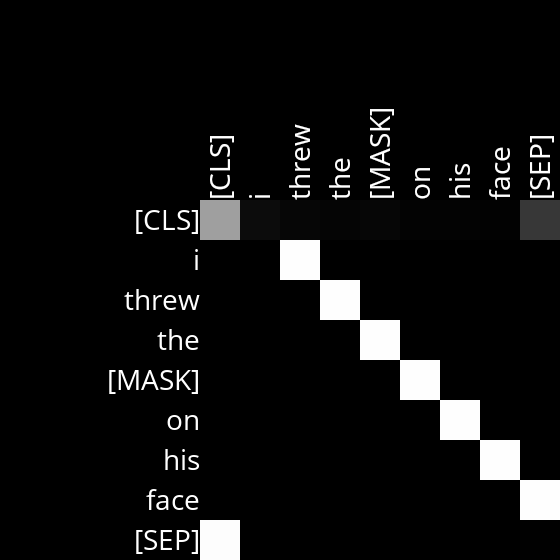 [CLS] i threw the [MASK] on his face [SEP]
[CLS]
i
threw
the
[MASK]
on
his
face
[SEP]